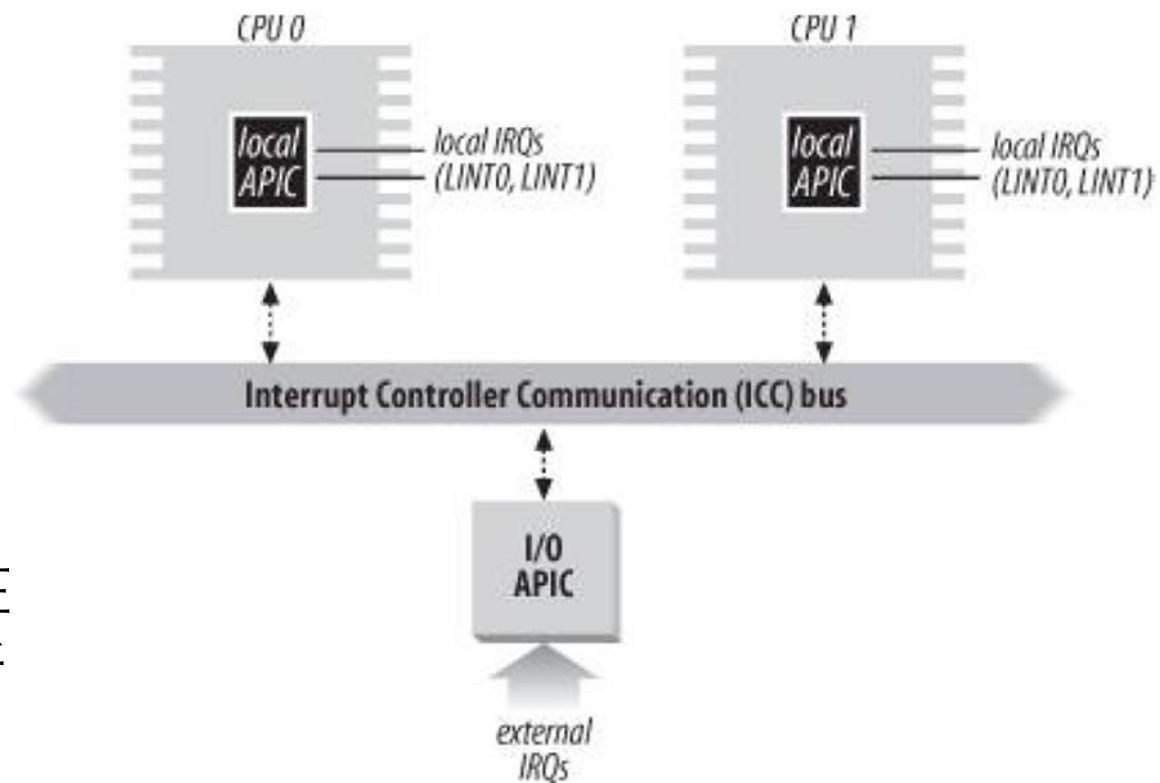 CPU 0
CPU 1
local
APIC
local IRQs
(LINT0, LINT1)
local
APIC
local IRQs
(LINT0, LINT1)
Interrupt Controller Communication (ICC) bus
I/O
APIC
external
IRQs